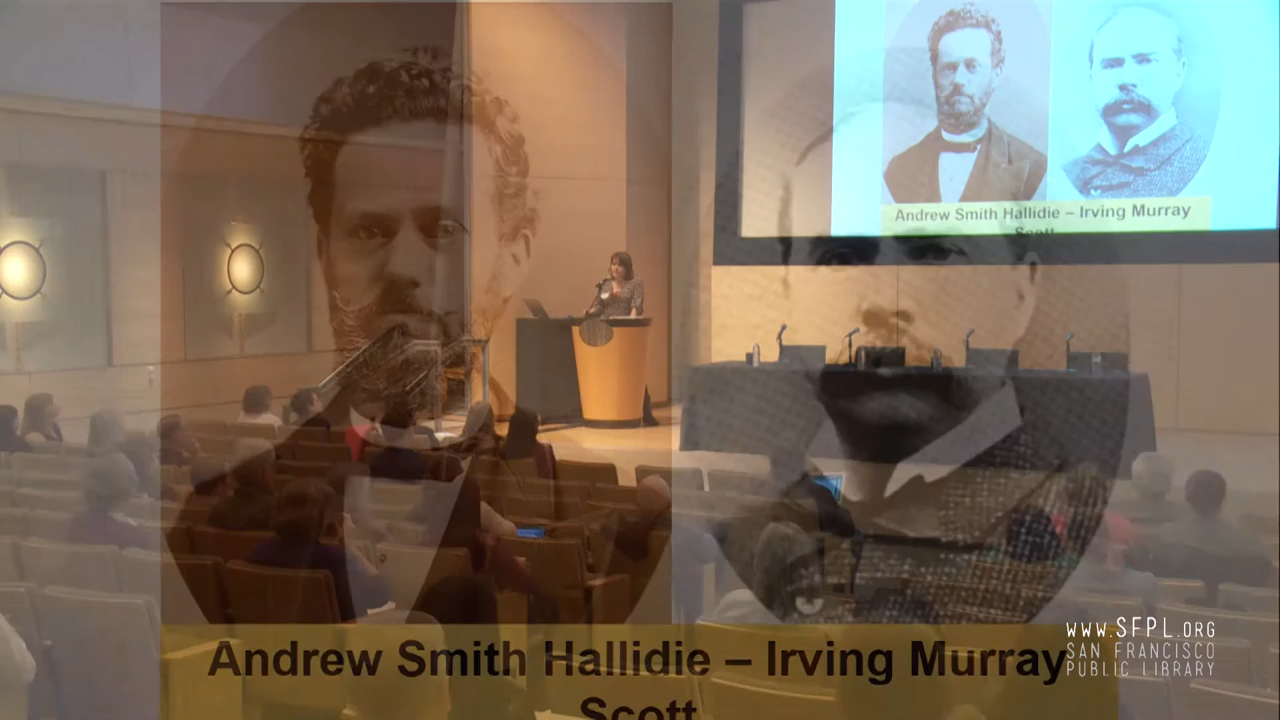 Andrew Smith Hallidie – Irving Murray
Scott
Andrew Smith Hallidie – Irving Murray
Scott
WWW.SFPL.ORG
SAN FRANCISCO
PUBLIC LIBRARY